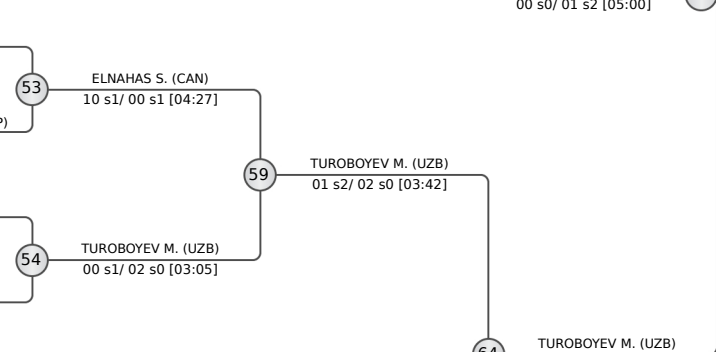 00 s0/ 01 s2 [05:00]
53
ELNAHAS S. (CAN)
10 s1/ 00 s1 [04:27]
59
TUROBOYEV M. (UZB)
01 s2/ 02 s0 [03:42]
54
TUROBOYEV M. (UZB)
00 s1/ 02 s0 [03:05]
64
TUROBOYEV M. (UZB)